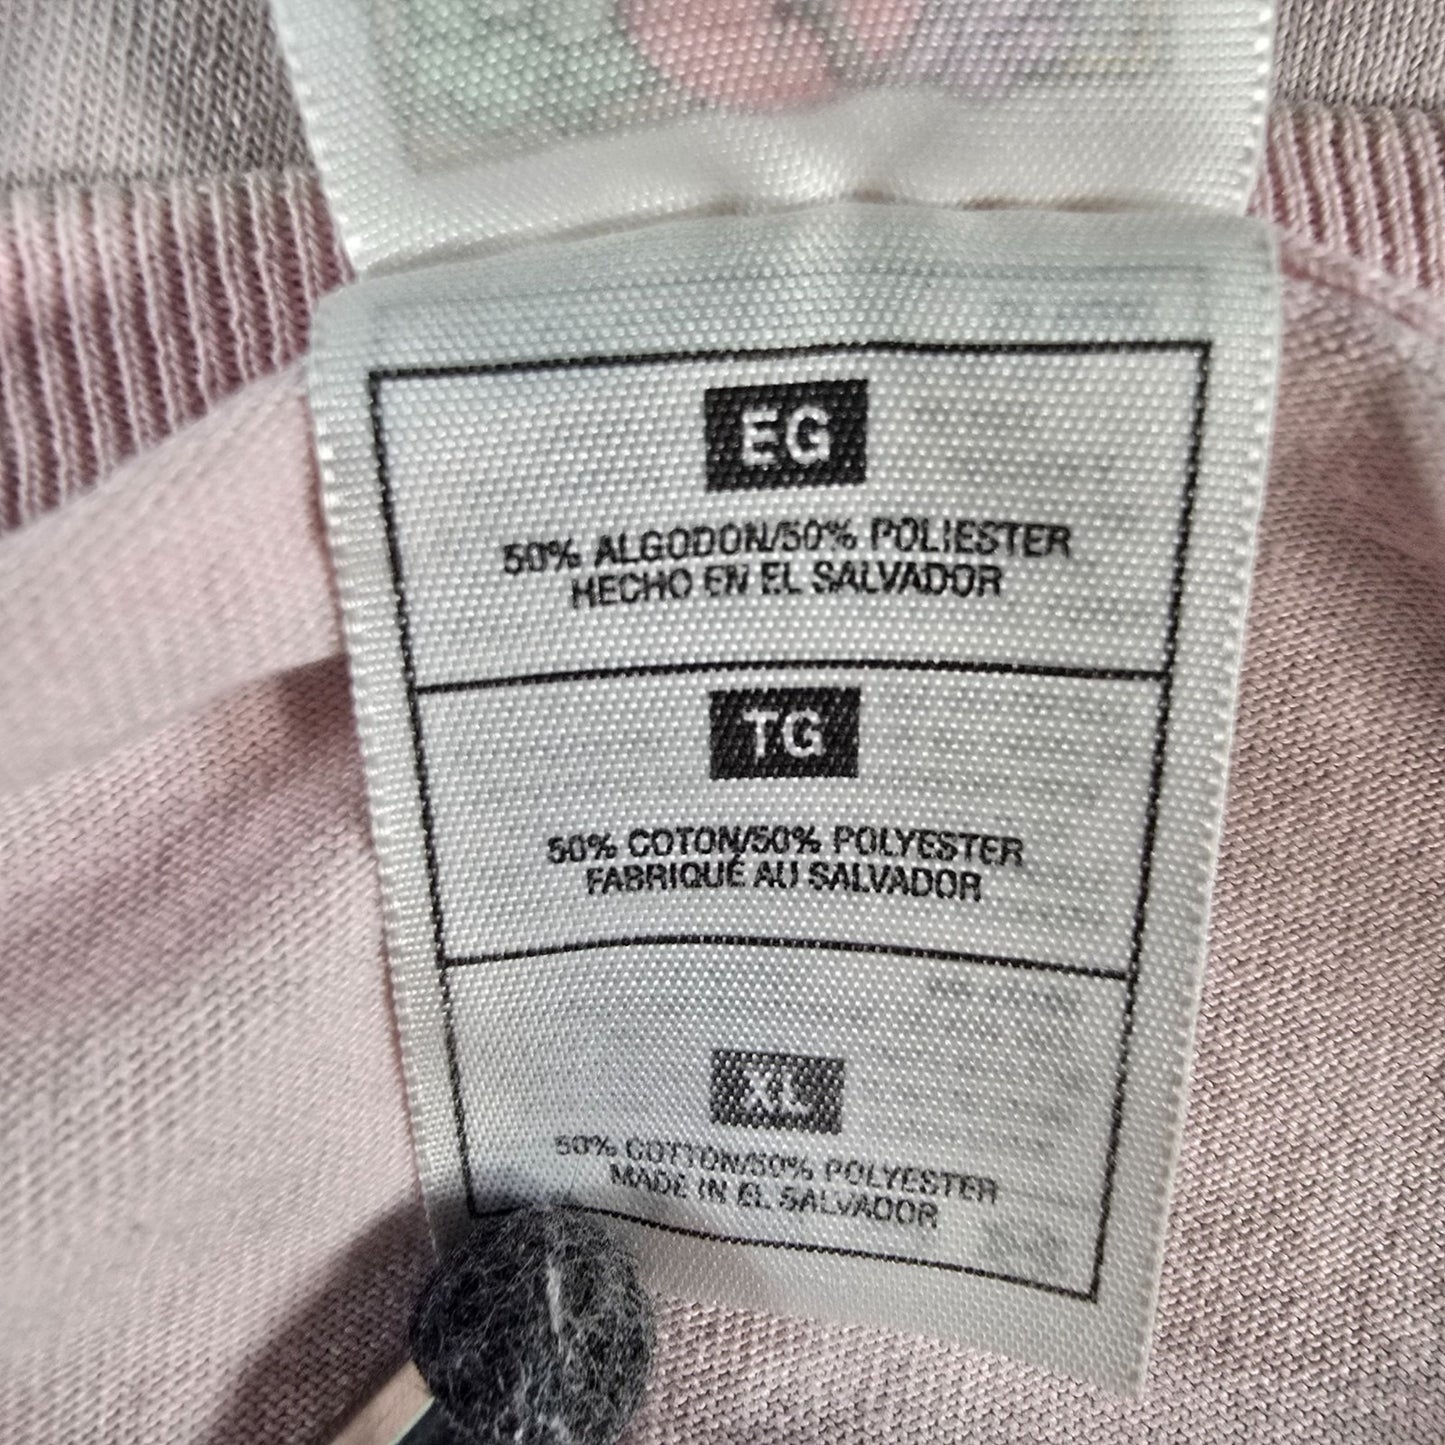 EG
50% ALGODON/50% POLIESTER
HECHO EN EL SALVADOR
TG
50% COTON/50% POLYESTER
FABRIQUÉ AU SALVADOR
XL
50% COTTON/50% POLYESTER
MADE IN EL SALVADOR